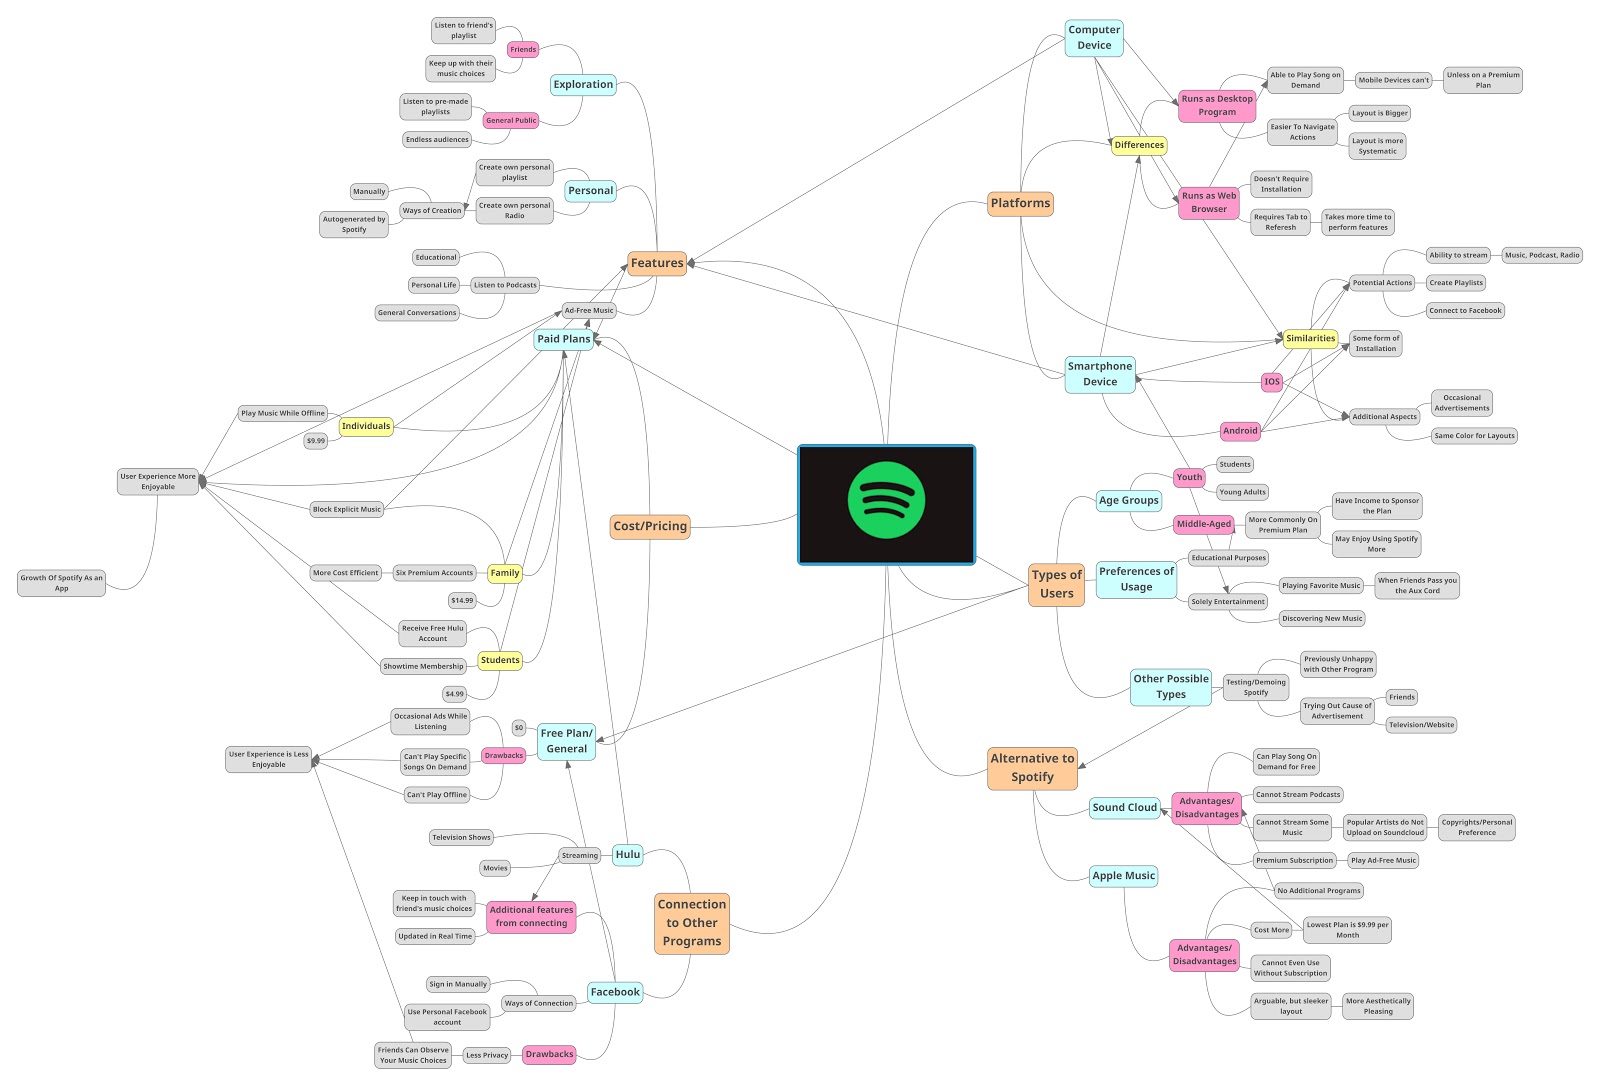 Listen to friend's
playlist
Friends
Keep up with their
music choices
Exploration
Listen to pre-made
playlists
General Public
Endless audiences
Create own personal
playlist
Personal
Manually
Ways of Creation
Create own personal
Radio
Autogenerated by
Spotify
Features
Educational
Personal Life
Listen to Podcasts
General Conversations
Ad-Free Music
Paid Plans
Play Music While Offline
Individuals
$9.99
User Experience More
Enjoyable
Block Explicit Music
Cost/Pricing
Growth Of Spotify As an
App
More Cost Efficient
Six Premium Accounts
Family
$14.99
Receive Free Hulu
Account
Students
Showtime Membership
$4.99
Occasional Ads While
Listening
$0
Free Plan/
General
User Experience is Less
Enjoyable
Can't Play Specific
Songs On Demand
Drawbacks
Can't Play Offline
Television Shows
Streaming
Hulu
Movies
Keep in touch with
friend's music choices
Additional features
from connecting
Updated in Real Time
Connection
to Other
Programs
Sign in Manually
Facebook
Ways of Connection
Use Personal Facebook
account
Friends Can Observe
Your Music Choices
Less Privacy
Drawbacks
Computer
Device
Able to Play Song on
Demand
Mobile Devices can't
Unless on a Premium
Plan
Runs as Desktop
Program
Layout is Bigger
Easier To Navigate
Actions
Layout is more
Systematic
Differences
Platforms
Runs as Web
Browser
Doesn't Require
Installation
Requires Tab to
Referesh
Takes more time to
perform features
Ability to stream
Music, Podcast, Radio
Potential Actions
Create Playlists
Connect to Facebook
Similarities
Some form of
Installation
Smartphone
Device
IOS
Occasional
Advertisements
Additional Aspects
Same Color for Layouts
Android
Youth
Students
Young Adults
Age Groups
Middle-Aged
More Commonly On
Premium Plan
Have Income to Sponsor
the Plan
May Enjoy Using Spotify
More
Types of
Users
Preferences of
Usage
Educational Purposes
Solely Entertainment
Playing Favorite Music
When Friends Pass you
the Aux Cord
Discovering New Music
Other Possible
Types
Testing/Demoing
Spotify
Previously Unhappy
with Other Program
Trying Out Cause of
Advertisement
Friends
Television/Website
Alternative to
Spotify
Can Play Song On
Demand for Free
Sound Cloud
Advantages/
Disadvantages
Cannot Stream Podcasts
Cannot Stream Some
Music
Popular Artists do Not
Upload on Soundcloud
Copyrights/Personal
Preference
Premium Subscription
Play Ad-Free Music
Apple Music
No Additional Programs
Advantages/
Disadvantages
Cost More
Lowest Plan is $9.99 per
Month
Cannot Even Use
Without Subscription
Arguable, but sleeker
layout
More Aesthetically
Pleasing